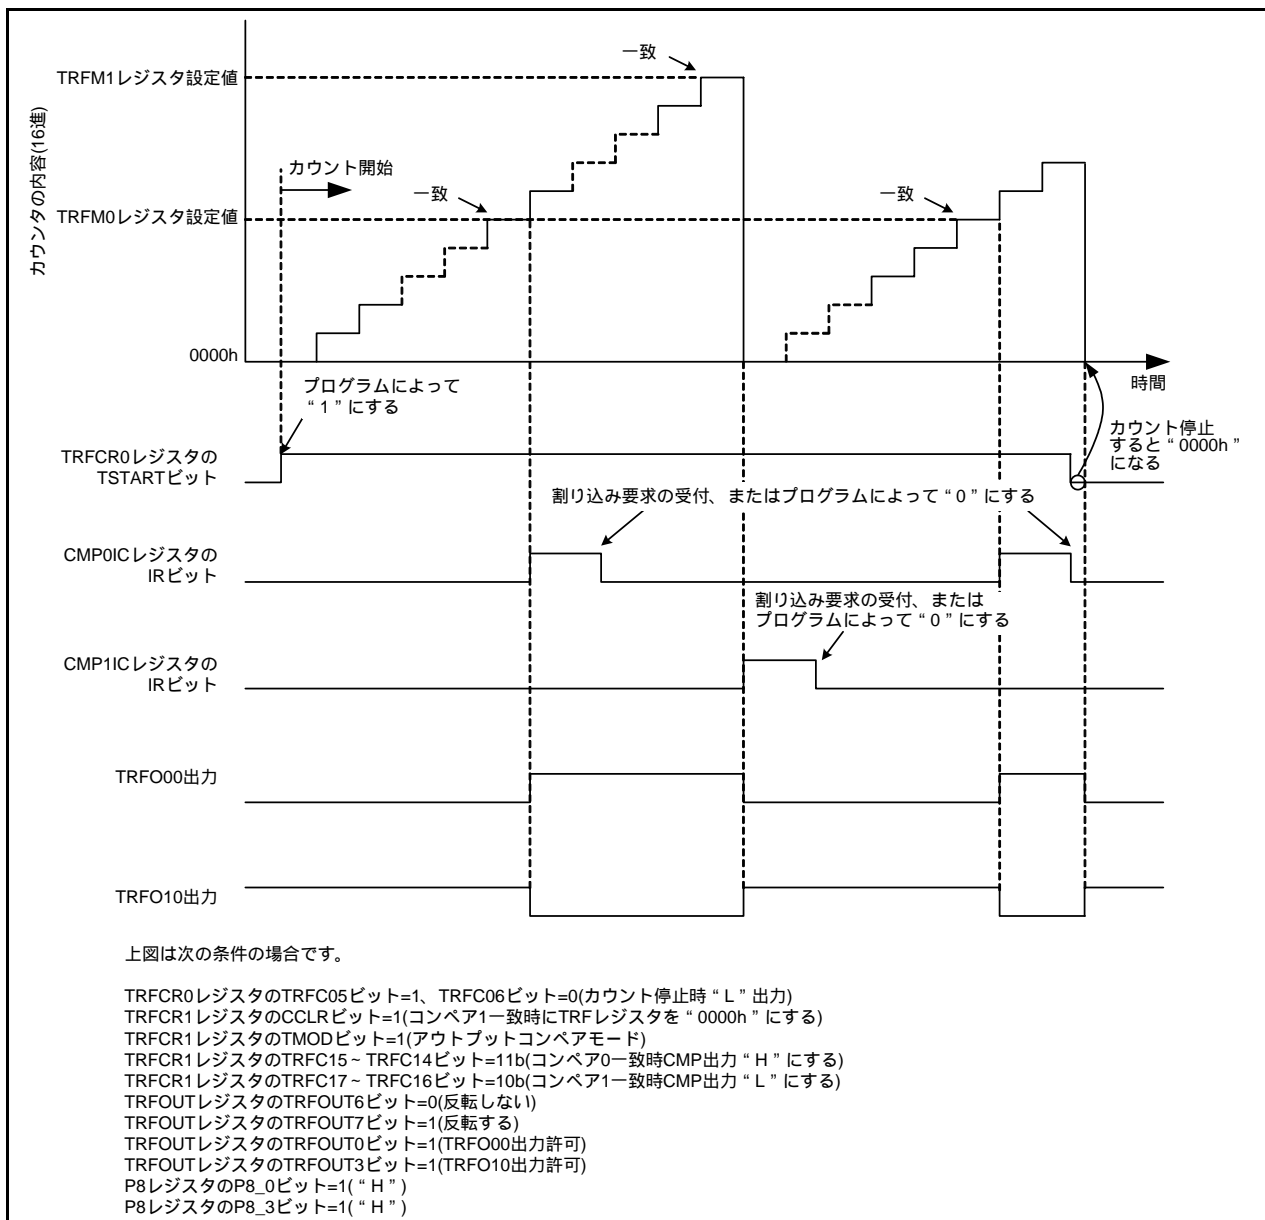 一致
TRFM1レジスタ設定値
カウンタの内容(16進)
カウント開始
一致
一致
TRFM0レジスタ設定値
0000h
時間
プログラムによって
“ 1 ” にする
カウント停止
すると “ 0000h ”
になる
TRFCR0レジスタの
TSTARTビット
割り込み要求の受付、またはプログラムによって “ 0 ” にする
CMP0ICレジスタの
IRビット
割り込み要求の受付、または
プログラムによって “ 0 ” にする
CMP1ICレジスタの
IRビット
TRFO00出力
TRFO10出力
上図は次の条件の場合です。
TRFCR0レジスタのTRFC05ビット=1、TRFC06ビット=0(カウント停止時 “ L ” 出力)
TRFCR1レジスタのCCLRビット=1(コンペア1一致時にTRFレジスタを “ 0000h ” にする)
TRFCR1レジスタのTMODビット=1(アウトプットコンペアモード)
TRFCR1レジスタのTRFC15～TRFC14ビット=11b(コンペア0一致時CMP出力 “ H ” にする)
TRFCR1レジスタのTRFC17～TRFC16ビット=10b(コンペア1一致時CMP出力 “ L ” にする)
TRFOUTレジスタのTRFOUT6ビット=0(反転しない)
TRFOUTレジスタのTRFOUT7ビット=1(反転する)
TRFOUTレジスタのTRFOUT0ビット=1(TRFO00出力許可)
TRFOUTレジスタのTRFOUT3ビット=1(TRFO10出力許可)
P8レジスタのP8_0ビット=1( “ H ” )
P8レジスタのP8_3ビット=1( “ H ” )